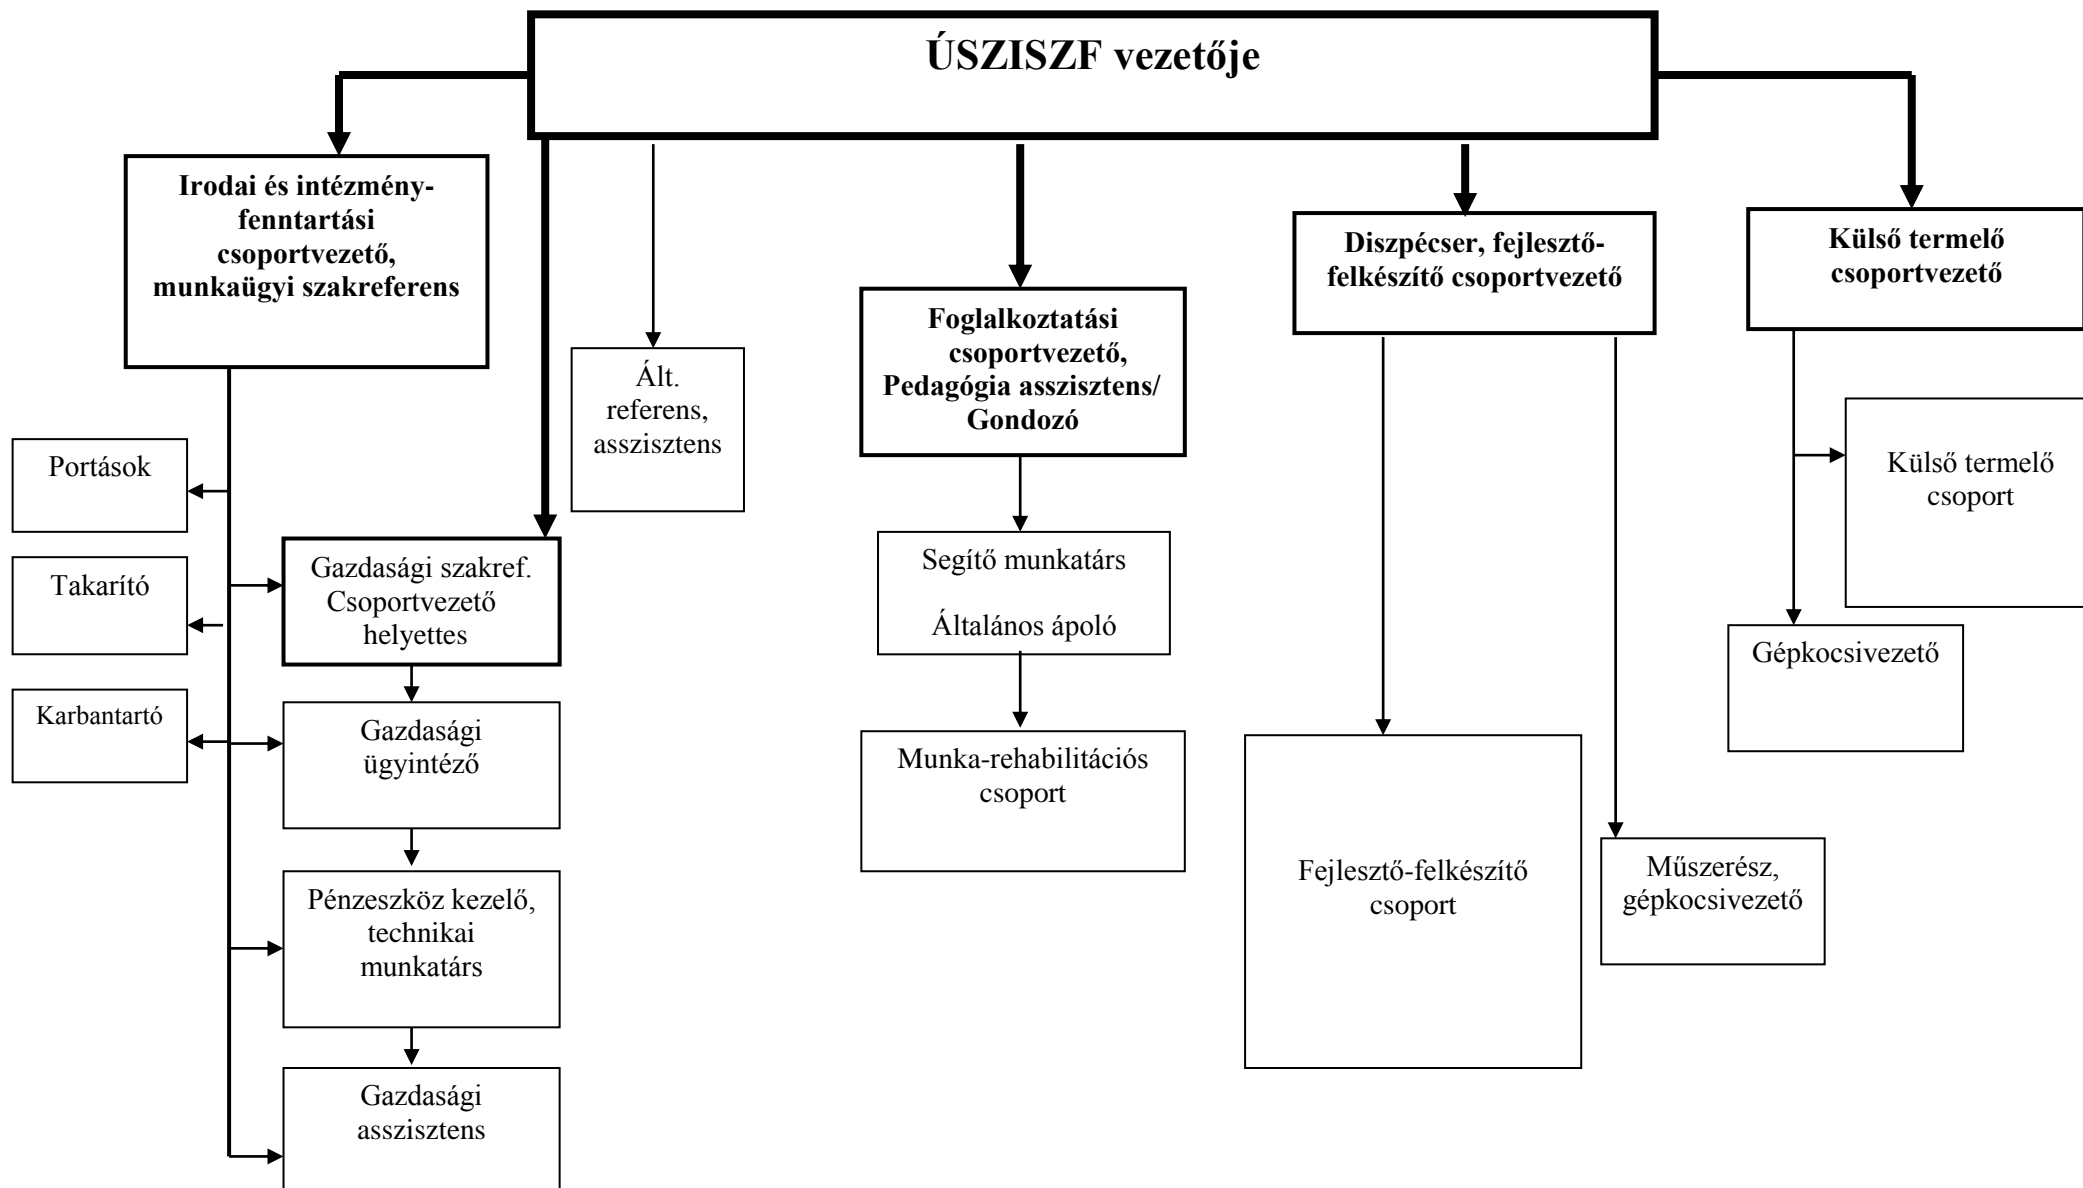 ÚSZISZF vezetője
Irodai és intézmény-
fenntartási
csoportvezető,
munkaügyi szakreferens
Portások
Takarító
Karbantartó
Gazdasági szakref.
Csoportvezető
helyettes
Gazdasági
ügyintéző
Pénzeszköz kezelő,
technikai
munkatárs
Gazdasági
asszisztens
Ált.
referens,
asszisztens
Foglalkoztatási
csoportvezető,
Pedagógia asszisztens/
Gondozó
Segítő munkatárs
Általános ápoló
Munka-rehabilitációs
csoport
Diszpécser, fejlesztő-
felkészítő csoportvezető
Fejlesztő-felkészítő
csoport
Műszerész,
gépkocsivezető
Külső termelő
csoportvezető
Külső termelő
csoport
Gépkocsivezető